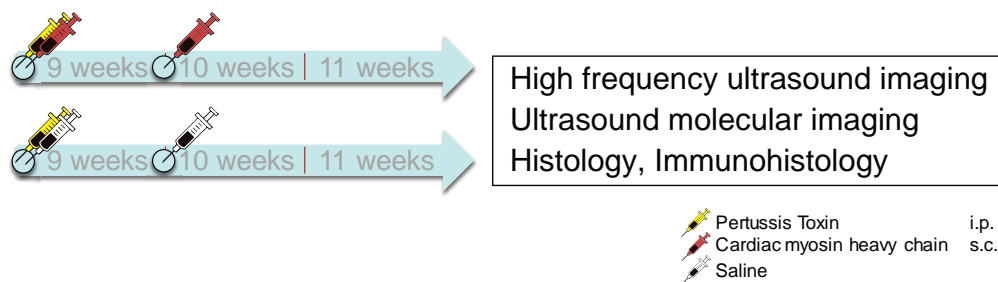 9 weeks 10 weeks | 11 weeks
9 weeks 10 weeks | 11 weeks
High frequency ultrasound imaging
Ultrasound molecular imaging
Histology, Immunohistology
Pertussis Toxin i.p.
Cardiac myosin heavy chain s.c.
Saline